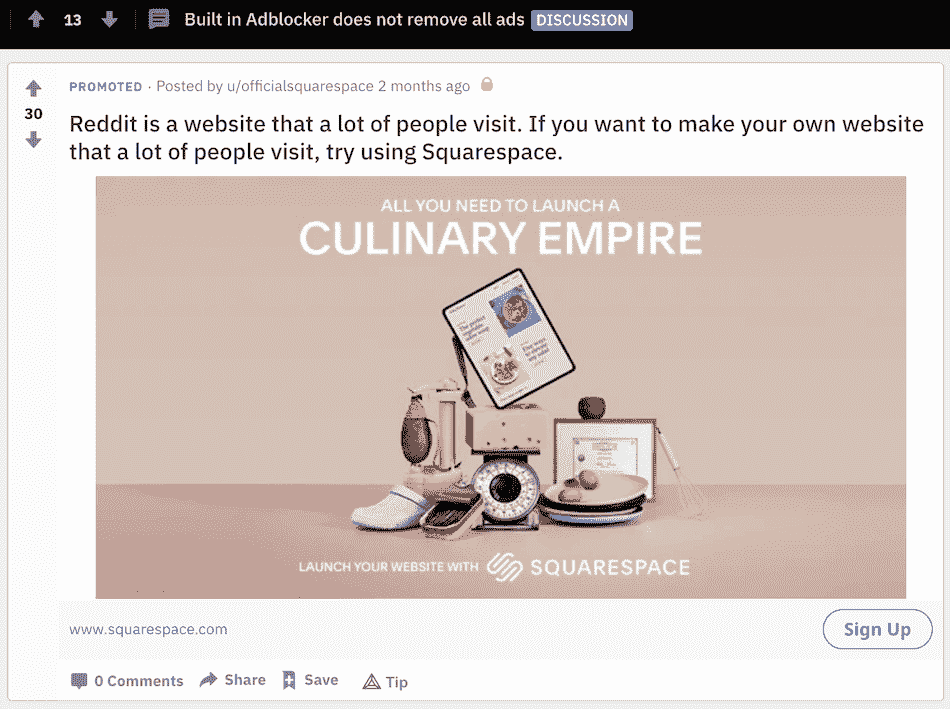 13 Built in Adblocker does not remove all ads DISCUSSION
PROMOTED · Posted by u/officialsquarespace 2 months ago
30
Reddit is a website that a lot of people visit. If you want to make your own website
that a lot of people visit, try using Squarespace.
ALL YOU NEED TO LAUNCH A
CULINARY EMPIRE
LAUNCH YOUR WEBSITE WITH SQUARESPACE
www.squarespace.com
Sign Up
0 Comments Share Save Tip